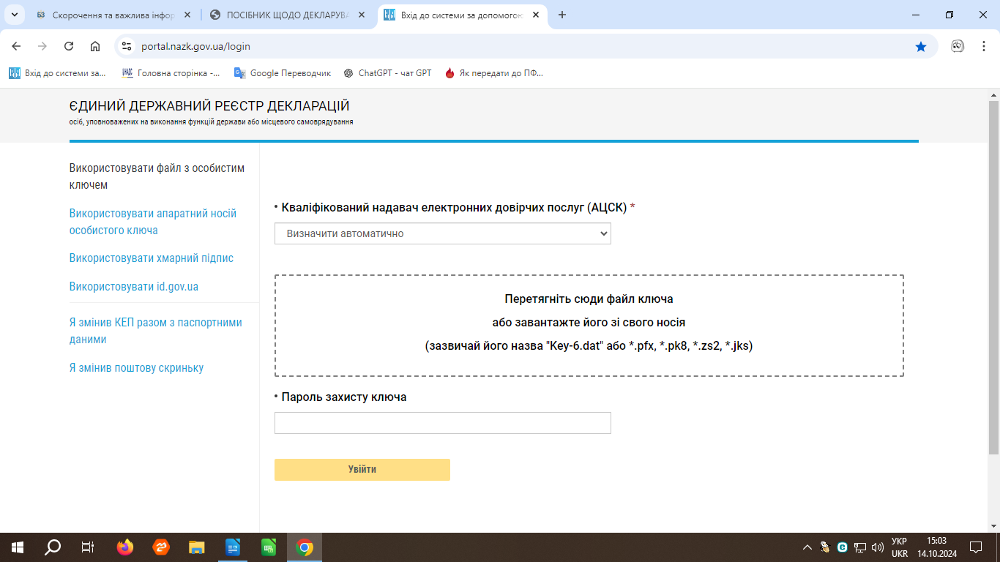 Скорочення та важлива інфор
ПОСІБНИК ЩОДО ДЕКЛАРУВА
Вхід до системи за допомогою
portal.nazk.gov.ua/login
Вхід до системи за...
Головна сторінка -...
Google Переводчик
ChatGPT - чат GPT
Як передати до ПФ...
ЄДИНИЙ ДЕРЖАВНИЙ РЕЄСТР ДЕКЛАРАЦІЙ
осіб, уповноважених на виконання функцій держави або місцевого самоврядування
Використовувати файл з особистим
ключем
Використовувати апаратний носій
особистого ключа
Використовувати хмарний підпис
Використовувати id.gov.ua
Я змінив КЕП разом з паспортними
даними
Я змінив поштову скриньку
• Кваліфікований надавач електронних довірчих послуг (АЦСК) *
Визначити автоматично
Перетягніть сюди файл ключа
або завантажте його зі свого носія
(зазвичай його назва "Key-6.dat" або *.pfx, *.pk8, *.zs2, *.jks)
• Пароль захисту ключа
Увійти
УКР
UKR
15:03
14.10.2024